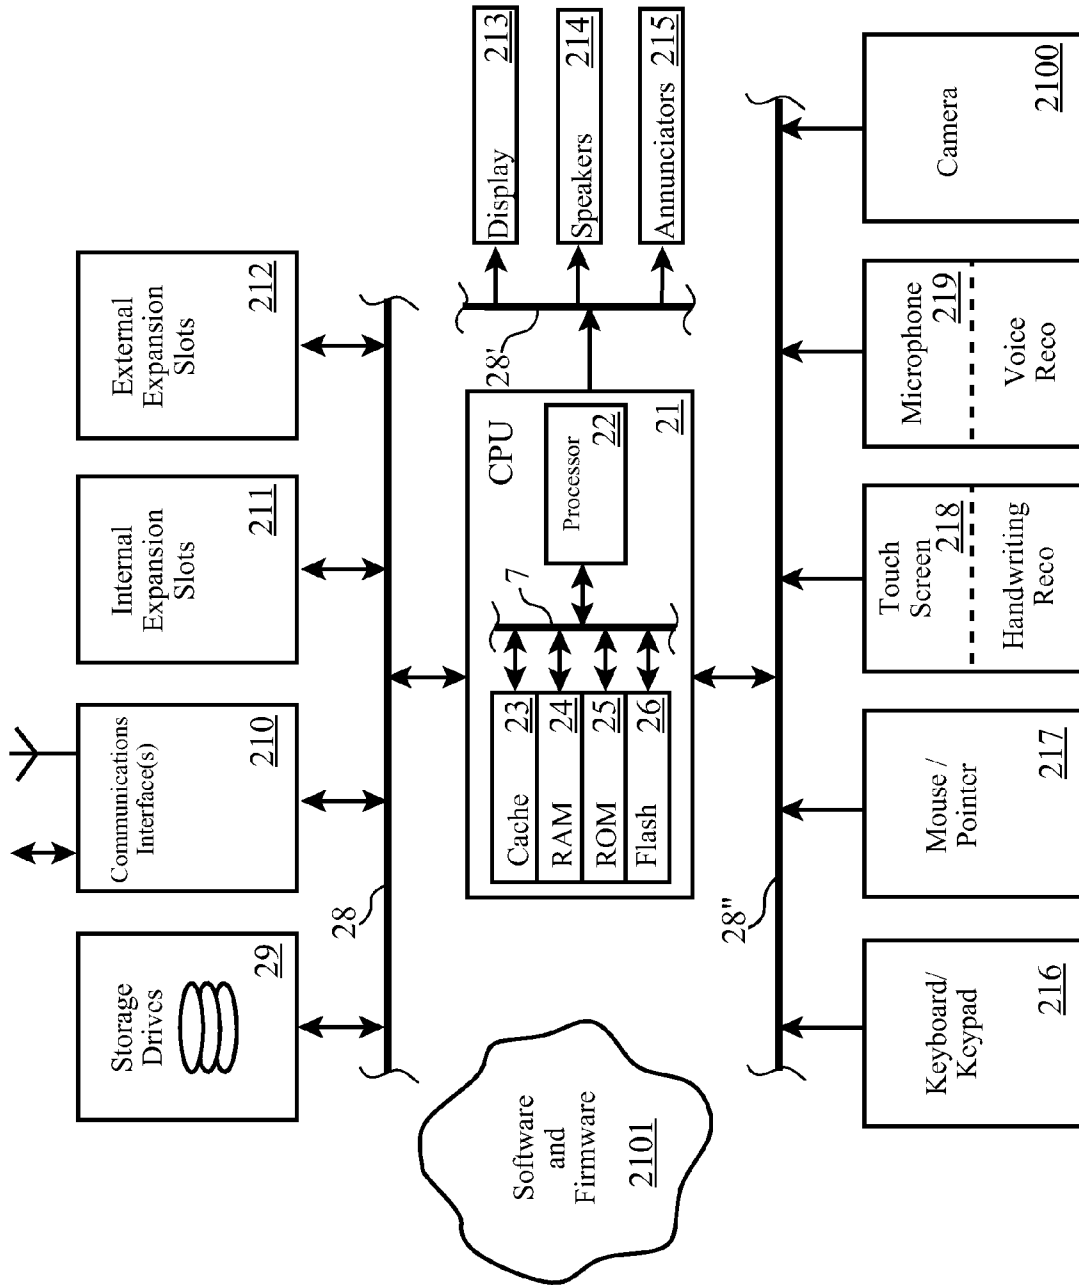 Storage
Drives
29
Communications
Interface(s)
210
Internal
Expansion
Slots
211
External
Expansion
Slots
212
28
Software
and
Firmware
2101
CPU
21
Cache 23
RAM 24
ROM 25
Flash 26
7
Processor
22
28'
Display 213
Speakers 214
Annunciators 215
28"
Keyboard/
Keypad
216
Mouse /
Pointer
217
Touch
Screen
218
Handwriting
Reco
Microphone
219
Voice
Reco
Camera
2100